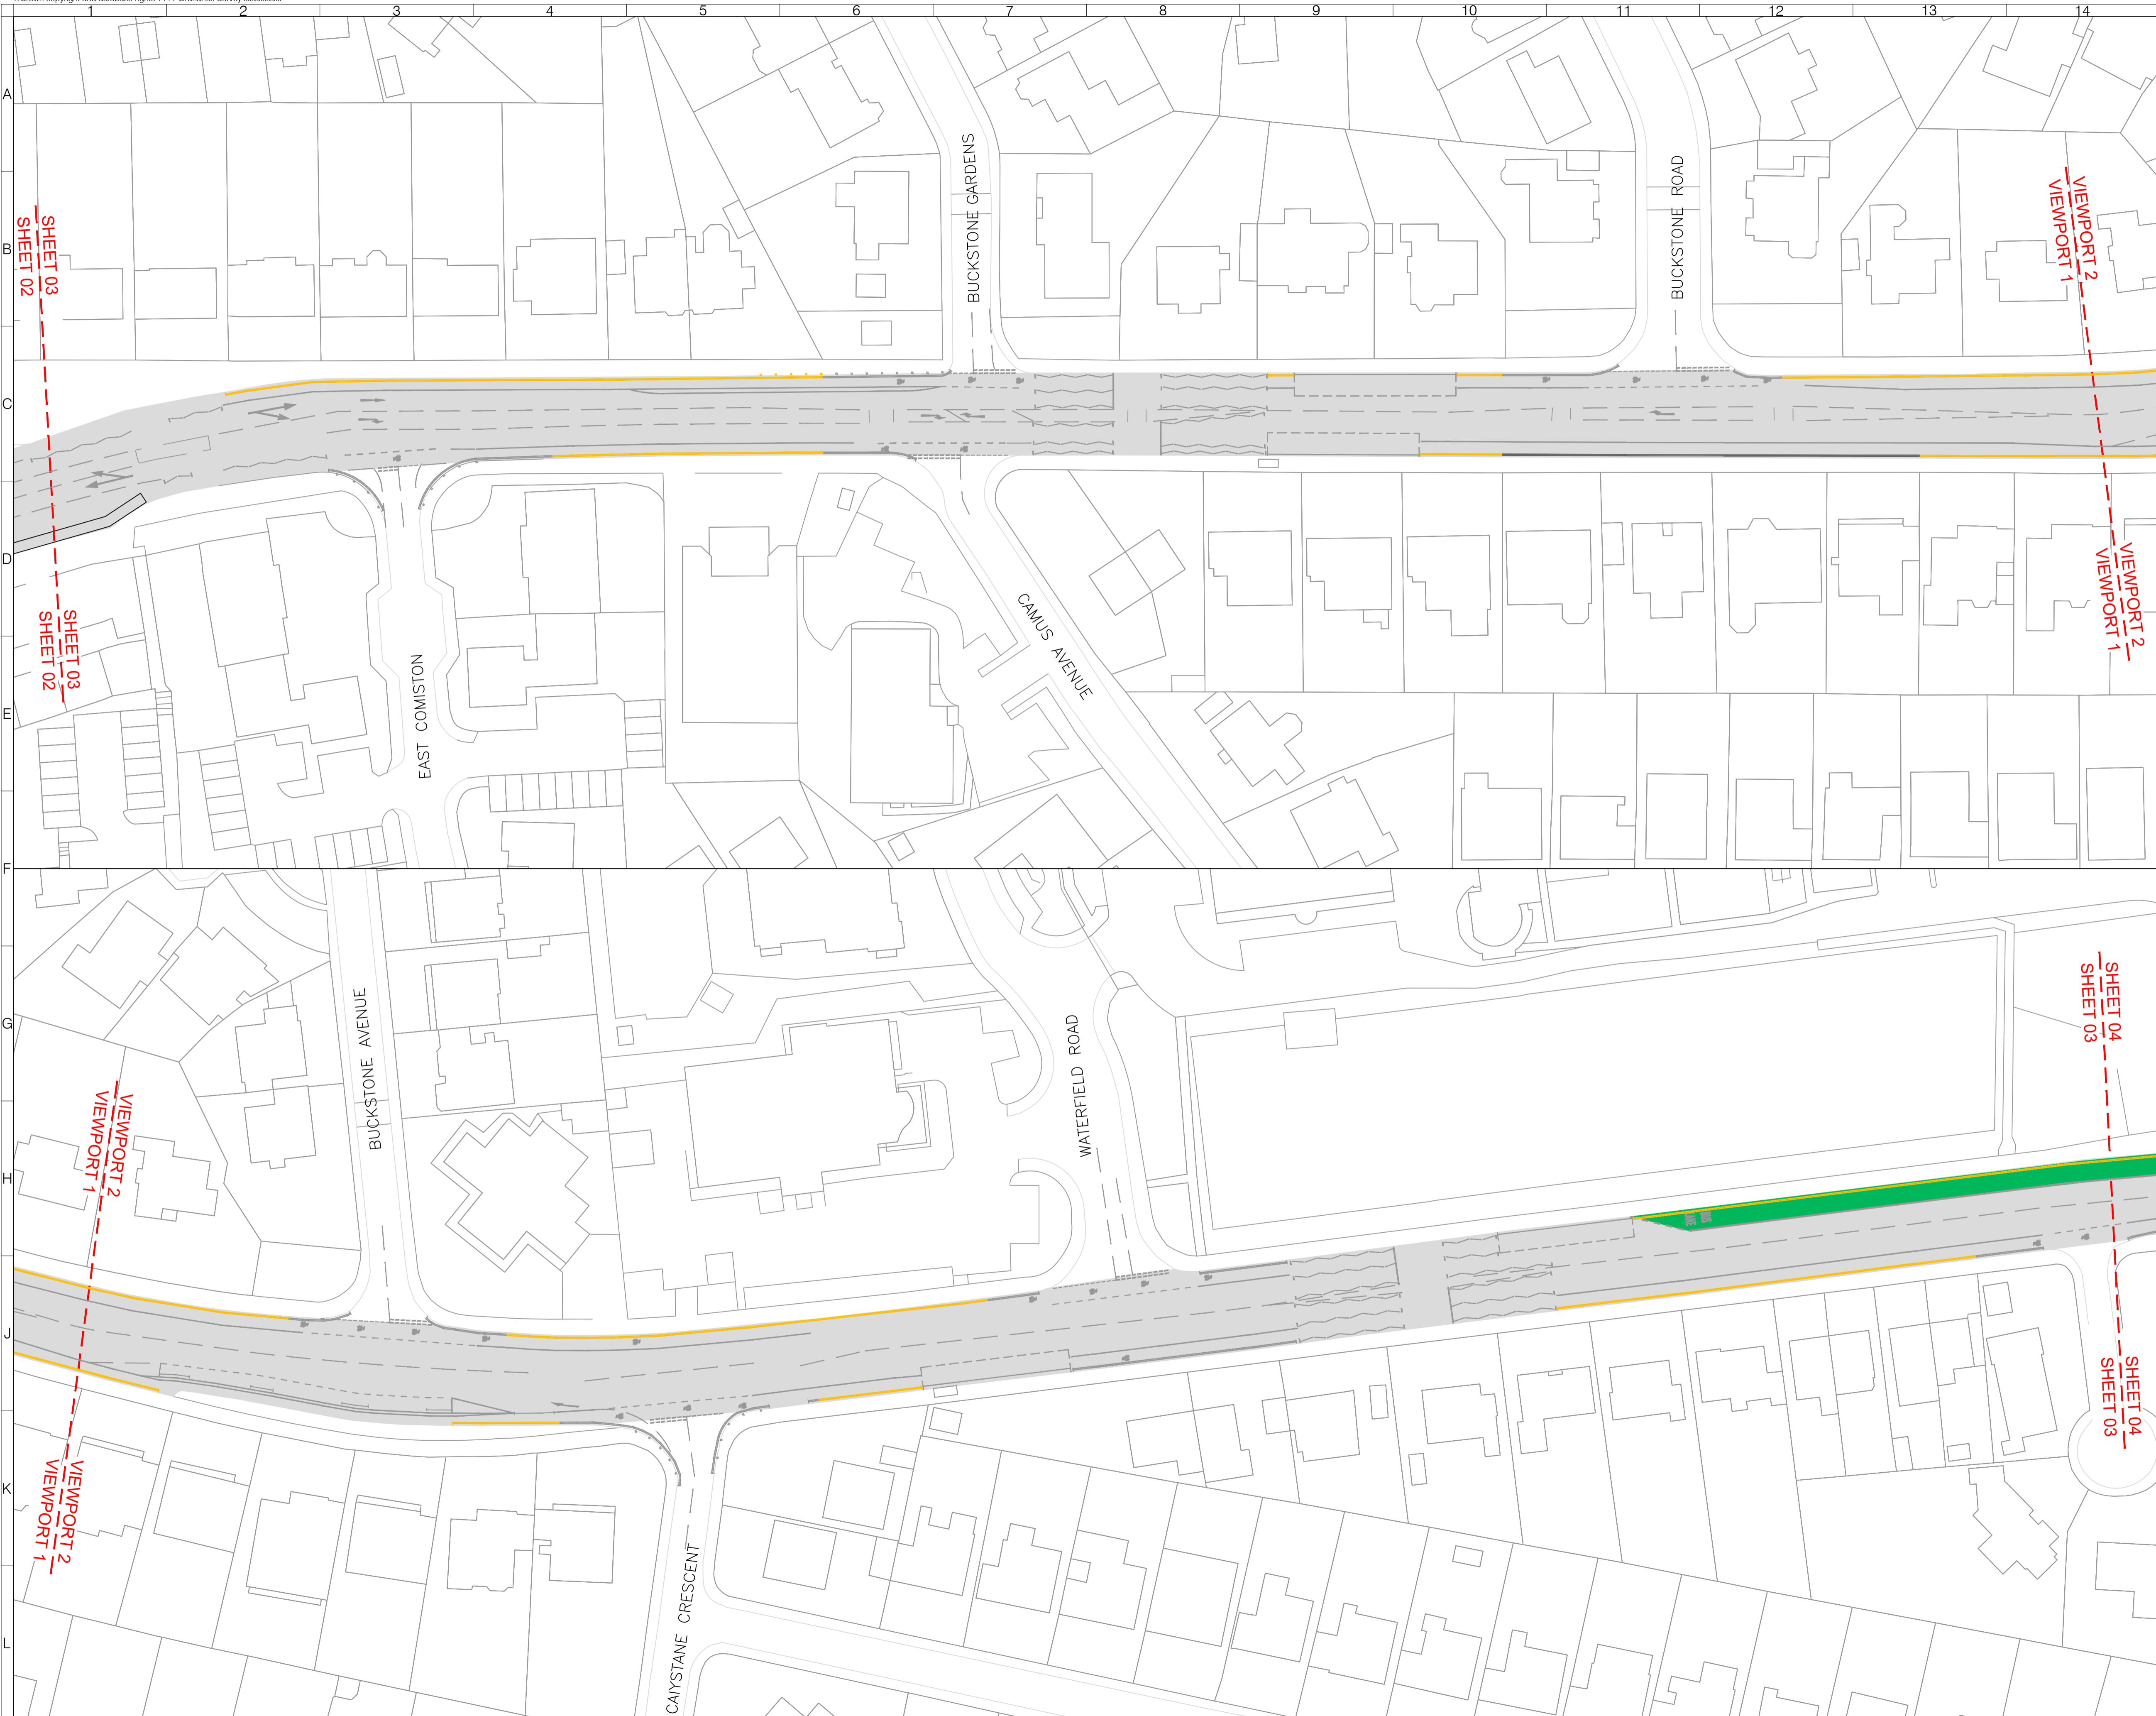 1 2 3 4 5 6 7 8 9 10 11 12 13 14
A
B
C
D
E
F
G
H
J
K
L
SHEET 03
SHEET 02
BUCKSTONE GARDENS
BUCKSTONE ROAD
VIEWPORT 2
VIEWPORT 1
SHEET 03
SHEET 02
EAST COMISTON
CAMUS AVENUE
VIEWPORT 2
VIEWPORT 1
BUCKSTONE AVENUE
WATERFIELD ROAD
SHEET 04
SHEET 03
VIEWPORT 2
VIEWPORT 1
SHEET 04
SHEET 03
VIEWPORT 2
VIEWPORT 1
CAIYSTANE CRESCENT